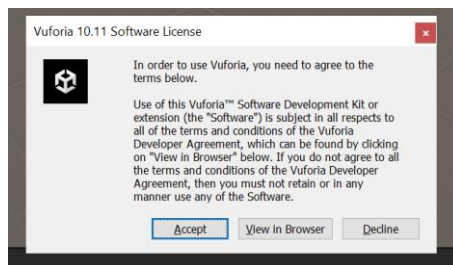 Vuforia 10.11 Software License
In order to use Vuforia, you need to agree to the
terms below.
Use of this Vuforia™ Software Development Kit or
extension (the "Software") is subject in all respects to
all of the terms and conditions of the Vuforia
Developer Agreement, which can be found by clicking
on "View in Browser" below. If you do not agree to all
the terms and conditions of the Vuforia Developer
Agreement, then you must not retain or in any
manner use any of the Software.
Accept View in Browser Decline